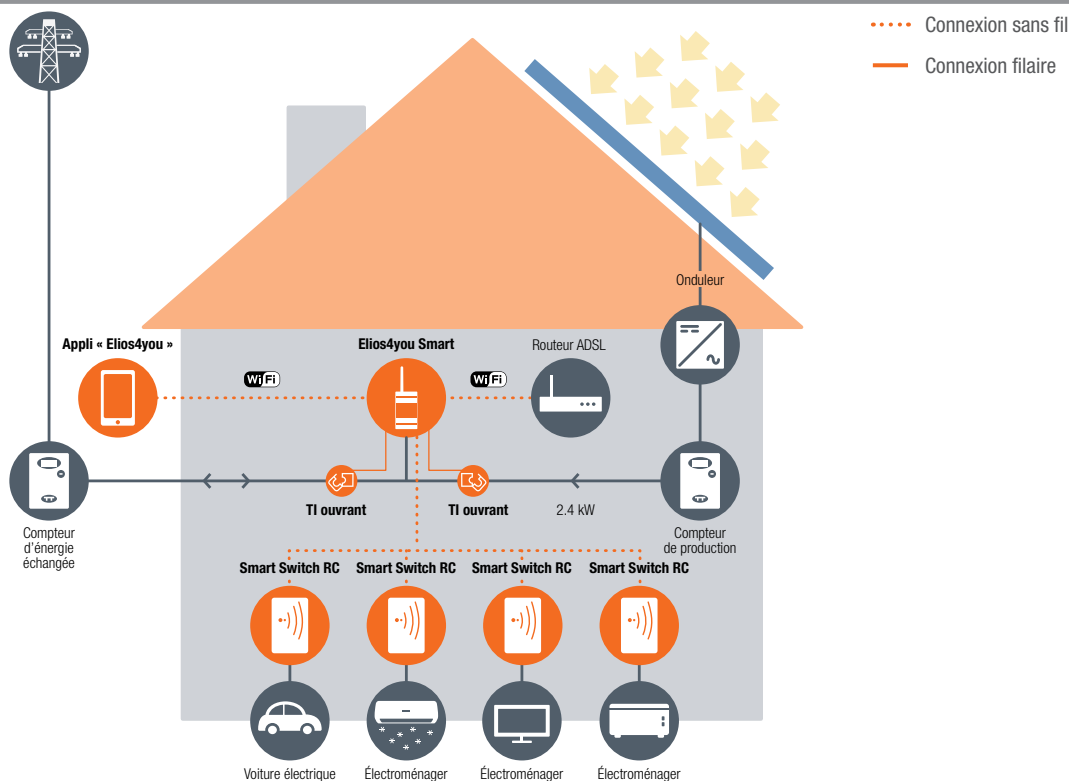 Connexion sans fil
Connexion filaire
Onduleur
Appli « Elios4you »
Elios4you Smart
Routeur ADSL
WiFi
WiFi
TI ouvrant
TI ouvrant
2.4 kW
Compteur
d'énergie
échangée
Compteur
de production
Smart Switch RC
Smart Switch RC
Smart Switch RC
Smart Switch RC
Voiture électrique
Électroménager
Électroménager
Électroménager